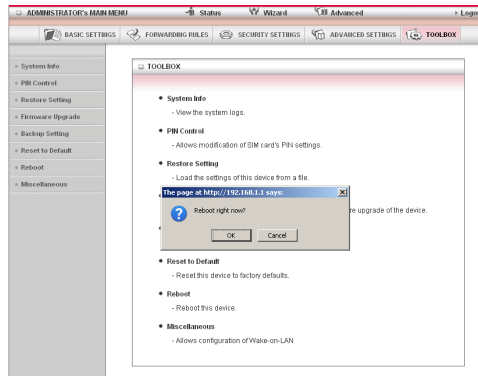 ADMINISTRATOR's MAIN MENU Status Wizard Advanced Logo
BASIC SETTINGS FORWARDING RULES SECURITY SETTINGS ADVANCED SETTINGS TOOLBOX
System Info
PIN Control
Restore Setting
Firmware Upgrade
Backup Setting
Reset to Default
Reboot
Miscellaneous
TOOLBOX
System Info
- View the system logs.
PIN Control
- Allows modification of SIM card's PIN settings.
Restore Setting
- Load the settings of this device from a file.
The page at http://192.168.1.1 says:
Reboot right now?
OK Cancel
re upgrade of the device.
Reset to Default
- Reset this device to factory defaults.
Reboot
- Reboot this device.
Miscellaneous
- Allows configuration of Wake-on-LAN